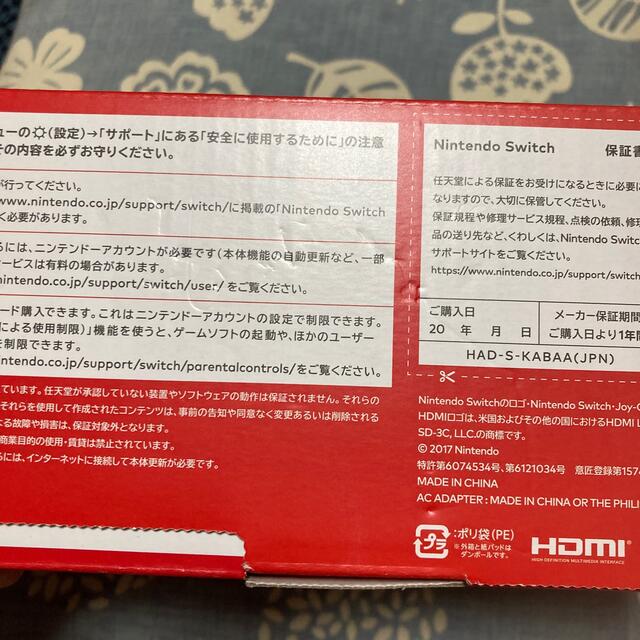 ューの☼(設定)→「サポート」にある「安全に使用するために」の注意
その内容を必ずお守りください。
が行ってください。
www.nintendo.co.jp/support/switch/に掲載の「Nintendo Switch
く必要があります。
るには、ニンテンドーアカウントが必要です(本体機能の自動更新など、一部
サービスは有料の場合があります。
nintendo.co.jp/support/switch/user/をご覧ください。
ード購入できます。これはニンテンドーアカウントの設定で制限できます。
による使用制限)」機能を使うと、ゲームソフトの起動や、ほかのユーザー
を制限できます。
ntendo.co.jp/support/switch/parentalcontrols/をご覧ください。
ています。任天堂が承認していない装置やソフトウェアの動作は保証されません。それらの
それらを使用して作成されたコンテンツは、事前の告知や同意なく変更あるいは削除される
よる故障や損害は、保証対象外となります。
商業目的の使用・賃貸は禁止されています。
るには、インターネットに接続して本体更新が必要です。
Nintendo Switch 保証書
任天堂による保証をお受けになるときに必要に
なりますので、大切に保管してください。
保証規程や修理サービス規程、点検の依頼、修理
品の送り先など、くわしくは、Nintendo Switch
サポートサイトをご覧ください。
https://www.nintendo.co.jp/support/switch
ご購入日 メーカー保証期間
20 年 月 日 ご購入日より1年間
HAD-S-KABAA(JPN)
Nintendo Switchのロゴ・Nintendo Switch・Joy-C
HDMIロゴは、米国およびその他の国におけるHDMI L
SD-3C, LLC.の商標です。
© 2017 Nintendo
特許第6074534号、第6121034号 意匠登録第157
MADE IN CHINA
AC ADAPTER : MADE IN CHINA OR THE PHILI
プラ :ポリ袋(PE)
※外箱と紙パッドは
ダンボールです。
HDMI
HIGH-DEFINITION MULTIMEDIA INTERFACE